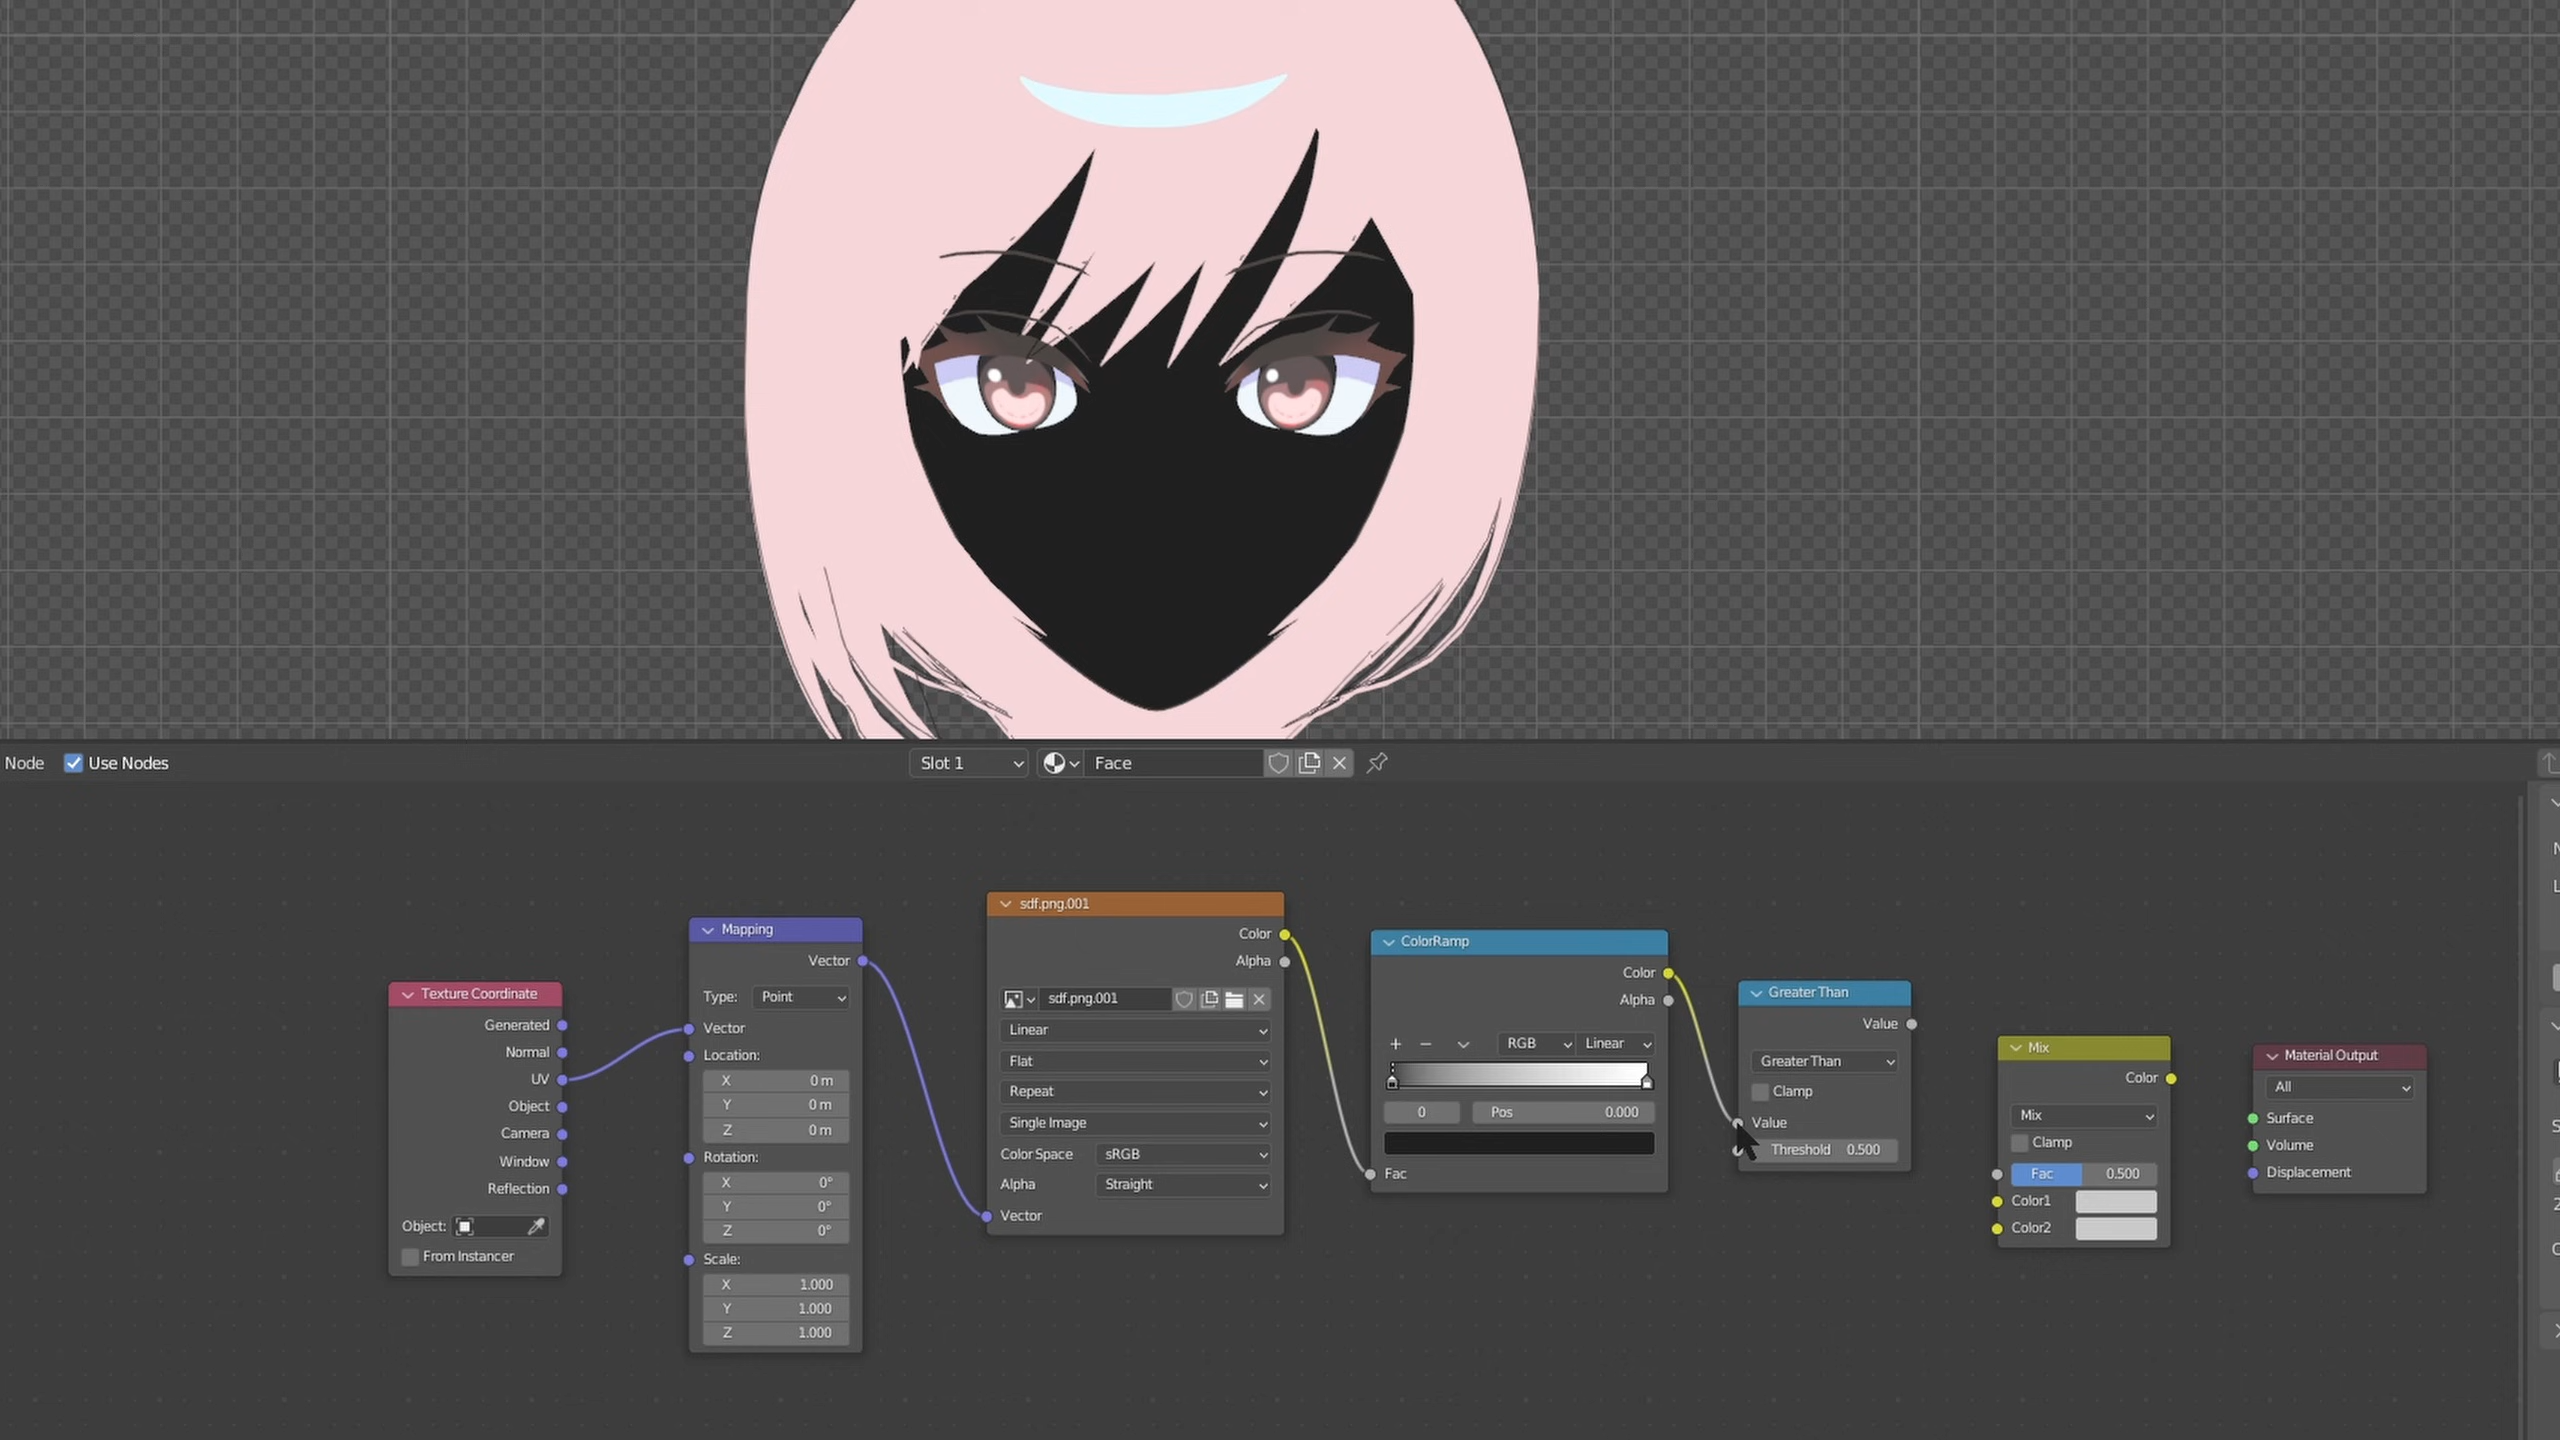 Node
Use Nodes
Slot 1
Face
Texture Coordinate
Generated
Normal
UV
Object
Camera
Window
Reflection
Object:
From Instancer
Mapping
Vector
Type: Point
Vector
Location:
X 0 m
Y 0 m
Z 0 m
Rotation:
X 0°
Y 0°
Z 0°
Scale:
X 1.000
Y 1.000
Z 1.000
sdf.png.001
Color
Alpha
sdf.png.001
Linear
Flat
Repeat
Single Image
Color Space sRGB
Alpha Straight
Vector
ColorRamp
Color
Alpha
+ − RGB Linear
0 Pos 0.000
Fac
Greater Than
Value
Greater Than
Clamp
Value
Threshold 0.500
Mix
Color
Mix
Clamp
Fac 0.500
Color1
Color2
Material Output
All
Surface
Volume
Displacement